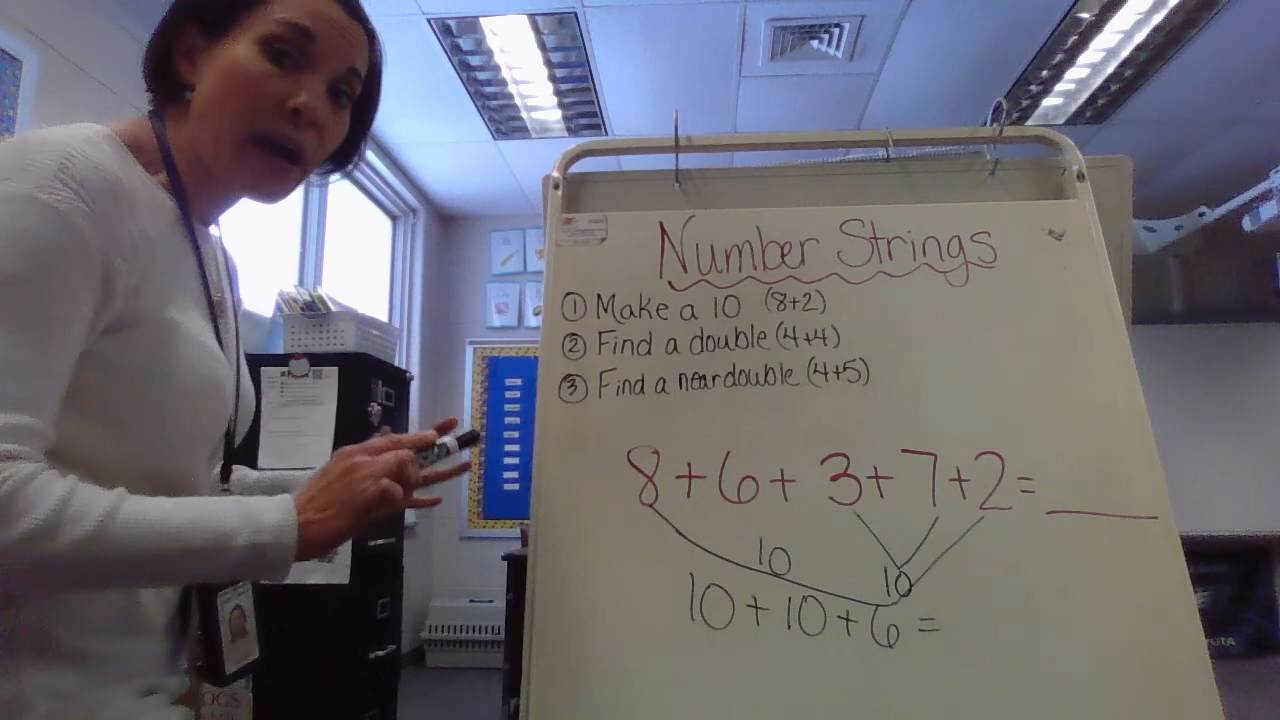 Number Strings
① Make a 10 (8+2)
② Find a double (4+4)
③ Find a near double (4+5)
8+6+3+7+2=____
10
10
10+10+6=